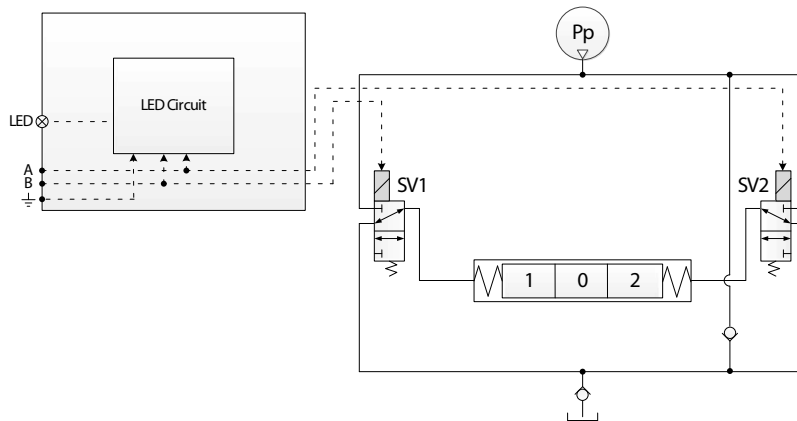 Pp
LED Circuit
LED
A
B
SV1
SV2
1 0 2